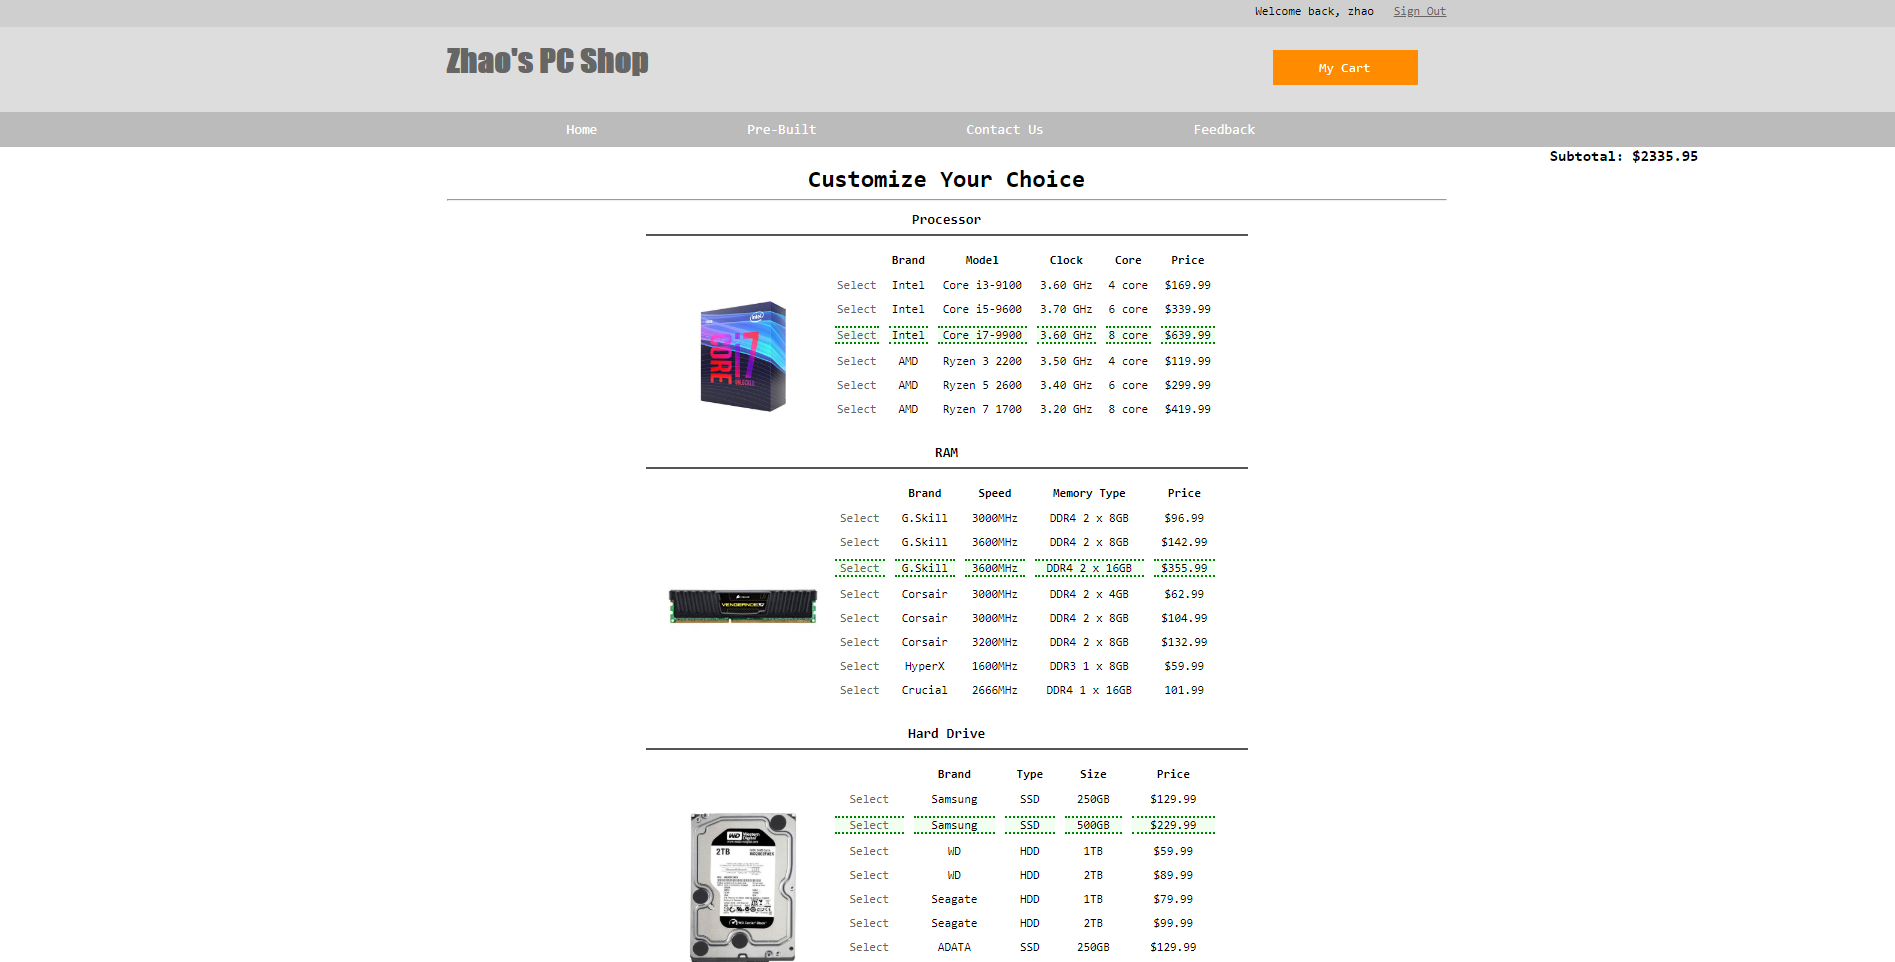 Welcome back, zhao Sign Out
Zhao's PC Shop
My Cart
Home Pre-Built Contact Us Feedback
Subtotal: $2335.95
Customize Your Choice
Processor
Brand Model Clock Core Price
Select Intel Core i3-9100 3.60 GHz 4 core $169.99
Select Intel Core i5-9600 3.70 GHz 6 core $339.99
Select Intel Core i7-9900 3.60 GHz 8 core $639.99
Select AMD Ryzen 3 2200 3.50 GHz 4 core $119.99
Select AMD Ryzen 5 2600 3.40 GHz 6 core $299.99
Select AMD Ryzen 7 1700 3.20 GHz 8 core $419.99
intel
CORE i7
UNLOCKED
RAM
Brand Speed Memory Type Price
Select G.Skill 3000MHz DDR4 2 x 8GB $96.99
Select G.Skill 3600MHz DDR4 2 x 8GB $142.99
Select G.Skill 3600MHz DDR4 2 x 16GB $355.99
Select Corsair 3000MHz DDR4 2 x 4GB $62.99
Select Corsair 3000MHz DDR4 2 x 8GB $104.99
Select Corsair 3200MHz DDR4 2 x 8GB $132.99
Select HyperX 1600MHz DDR3 1 x 8GB $59.99
Select Crucial 2666MHz DDR4 1 x 16GB 101.99
VENGEANCE
Hard Drive
Brand Type Size Price
Select Samsung SSD 250GB $129.99
Select Samsung SSD 500GB $229.99
Select WD HDD 1TB $59.99
Select WD HDD 2TB $89.99
Select Seagate HDD 1TB $79.99
Select Seagate HDD 2TB $99.99
Select ADATA SSD 250GB $129.99
WD Western Digital
2TB